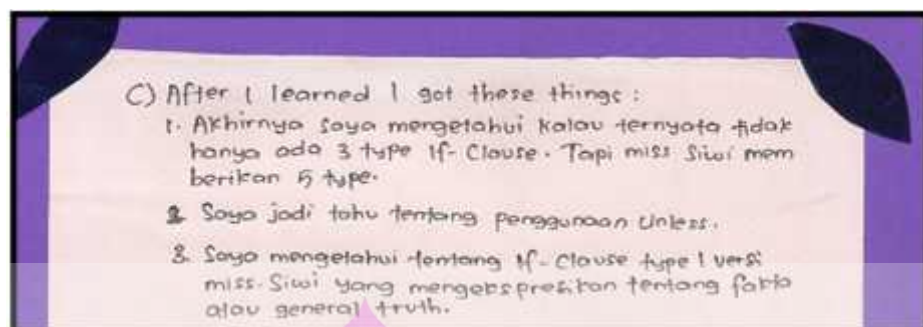 C) After I learned I got these things :
1. Akhirnya saya mengetahui kalau ternyata tidak
hanya ada 3 type If-Clause. Tapi miss Siwi mem
berikan 5 type.
2 Saya jadi tahu tentang penggunaan Unless.
3. Saya mengetahui tentang If-Clause type 1 versi
miss. Siwi yang mengekspresikan tentang fakta
atau general truth.